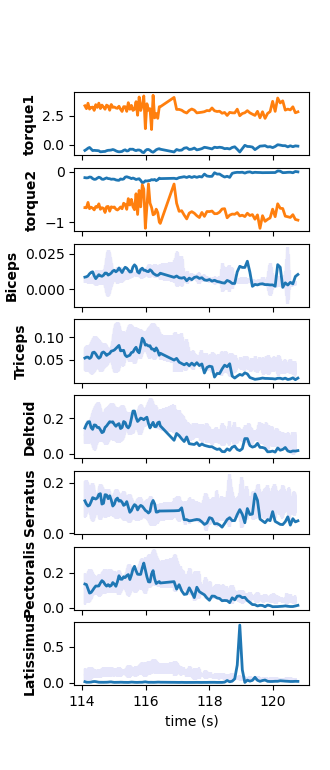 torque1
2.5
0.0
torque2
0
−1
Biceps
0.025
0.000
Triceps
0.10
0.05
Deltoid
0.2
0.0
Serratus
0.2
0.0
Pectoralis
0.2
0.0
Latissimus
0.5
0.0
114 116 118 120
time (s)